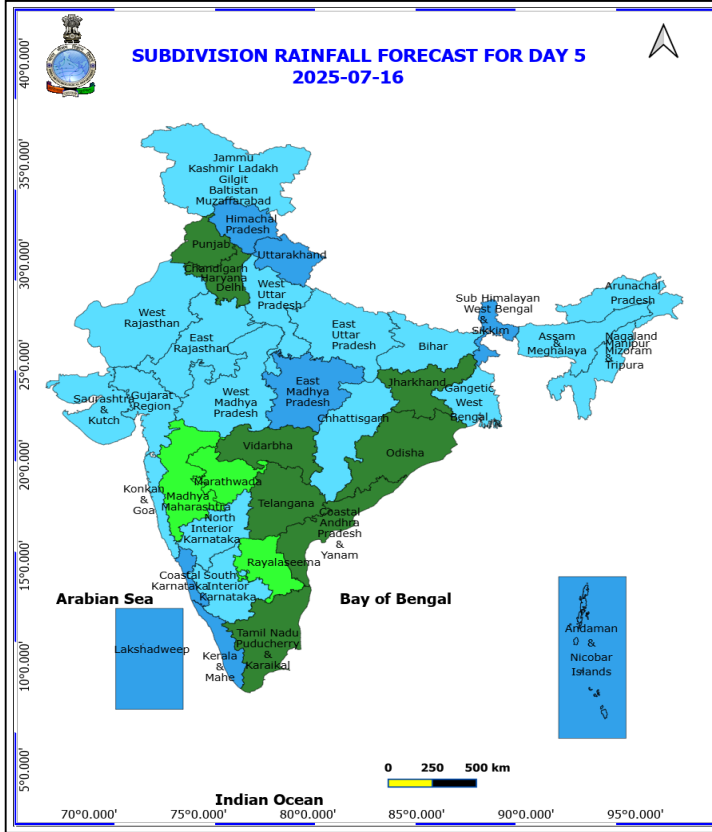 SUBDIVISION RAINFALL FORECAST FOR DAY 5
2025-07-16
40°0.000'
35°0.000'
30°0.000'
25°0.000'
20°0.000'
15°0.000'
10°0.000'
5°0.000'
Jammu
Kashmir Ladakh
Gilgit
Baltistan
Muzaffarabad
Himachal
Pradesh
Punjab
Uttarakhand
Chandigarh
Haryana
Delhi
West
Uttar
Pradesh
West
Rajasthan
East
Rajasthan
East
Uttar
Pradesh
Bihar
Sub Himalayan
West Bengal
&
Sikkim
Arunachal
Pradesh
Assam
&
Meghalaya
Nagaland
Manipur
Mizoram
&
Tripura
Saurashtra
&
Kutch
Gujarat
Region
West
Madhya
Pradesh
East
Madhya
Pradesh
Jharkhand
Gangetic
West
Bengal
Chhattisgarh
Odisha
Vidarbha
Konkan
&
Goa
Madhya
Maharashtra
Marathwada
Telangana
North
Interior
Karnataka
Coastal
Andhra
Pradesh
&
Yanam
Rayalaseema
Coastal
Karnataka
South
Interior
Karnataka
Arabian Sea
Bay of Bengal
Lakshadweep
Kerala
&
Mahe
Tamil Nadu
Puducherry
&
Karaikal
Andaman
&
Nicobar
Islands
0 250 500 km
Indian Ocean
70°0.000' 75°0.000' 80°0.000' 85°0.000' 90°0.000' 95°0.000'